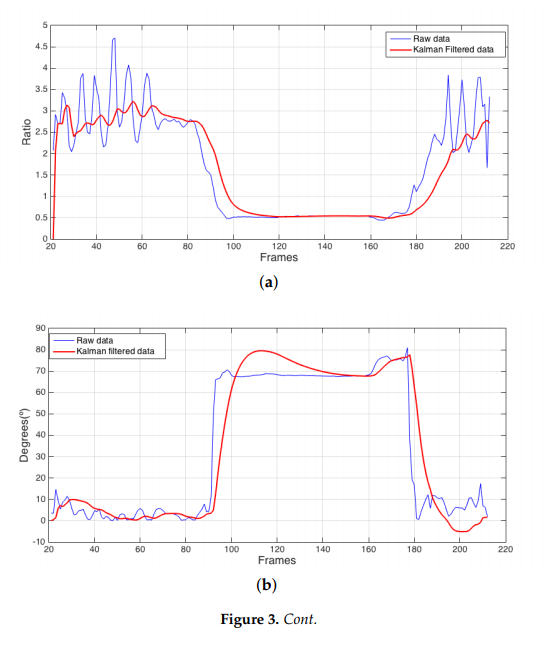 5
4.5
4
3.5
3
2.5
2
1.5
1
0.5
0
Ratio
Raw data
Kalman Filtered data
20 40 60 80 100 120 140 160 180 200 220
Frames
(a)
90
80
70
60
50
40
30
20
10
0
-10
Degrees(º)
Raw data
Kalman filtered data
20 40 60 80 100 120 140 160 180 200 220
Frames
(b)
Figure 3. Cont.